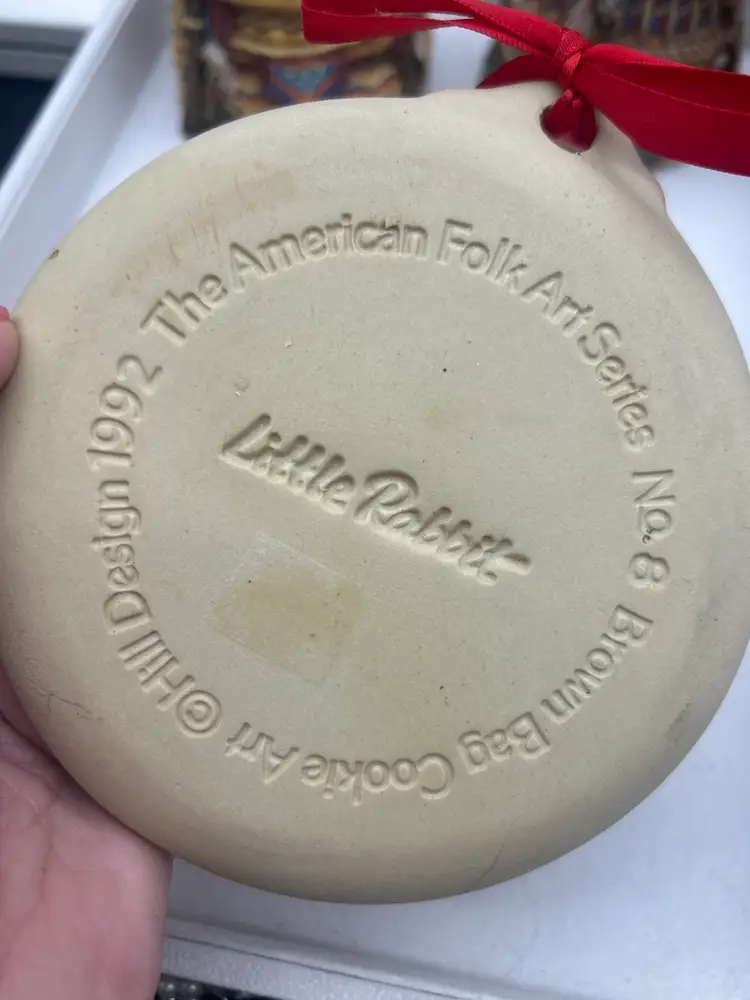 The American Folk Art Series No. 8 Brown Bag Cookie Art ©Hill Design 1992
Little Rabbit